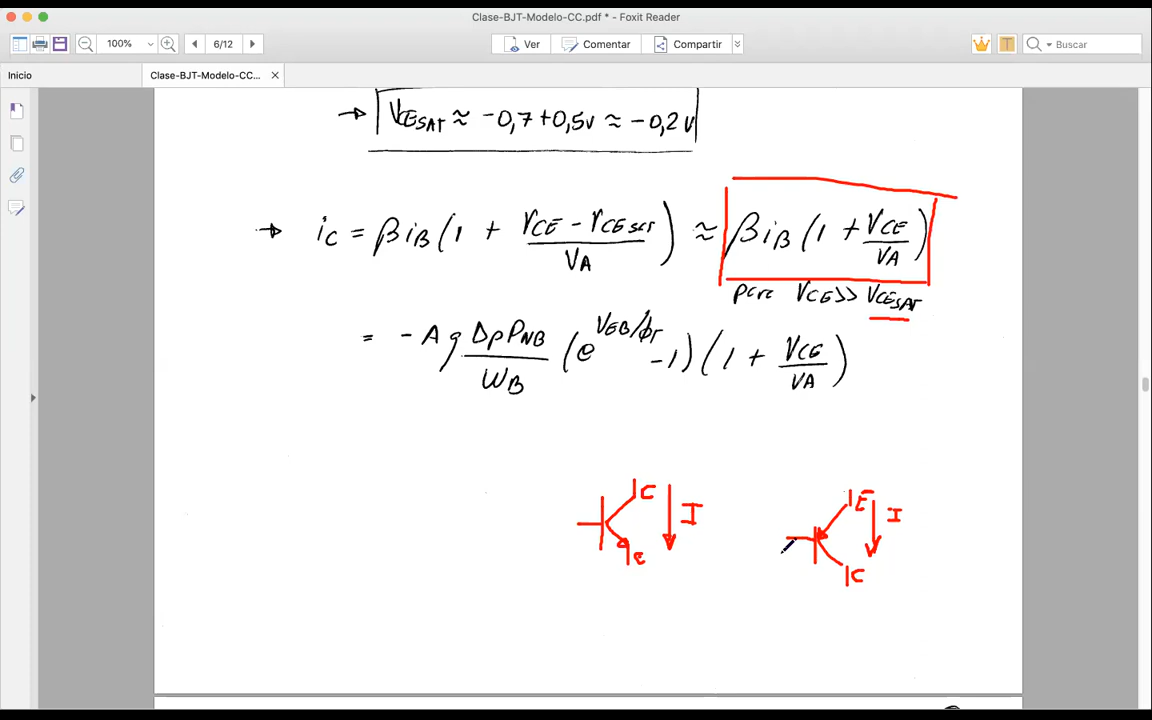 Clase-BJT-Modelo-CC.pdf * - Foxit Reader
100% 6/12 Ver Comentar Compartir Buscar
Inicio Clase-BJT-Modelo-CC...
→ VCESAT ≈ -0,7+0,5V ≈ -0,2V
→ iC = βiB(1 + (VCE - VCEsat)/VA) ≈ βiB(1 + VCE/VA)
para VCE>> VCESAT
= - A q DpPNB/WB (e^VEB/ϕT -1)(1 + VCE/VA)
C I E
E I C